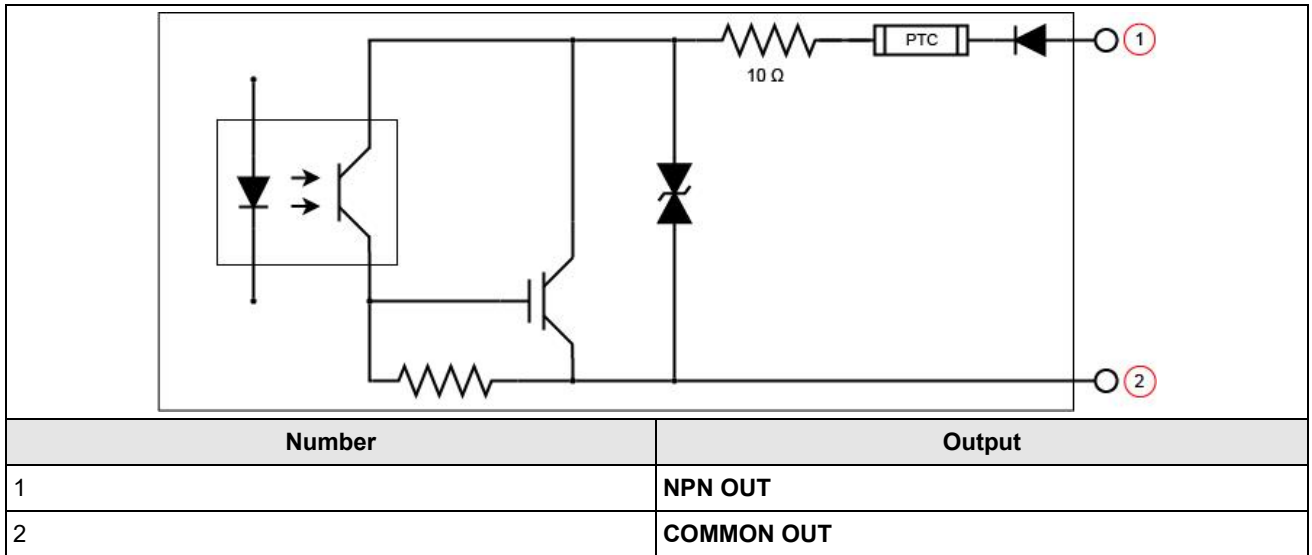 PTC
1
10 Ω
2
Number Output
1 NPN OUT
2 COMMON OUT